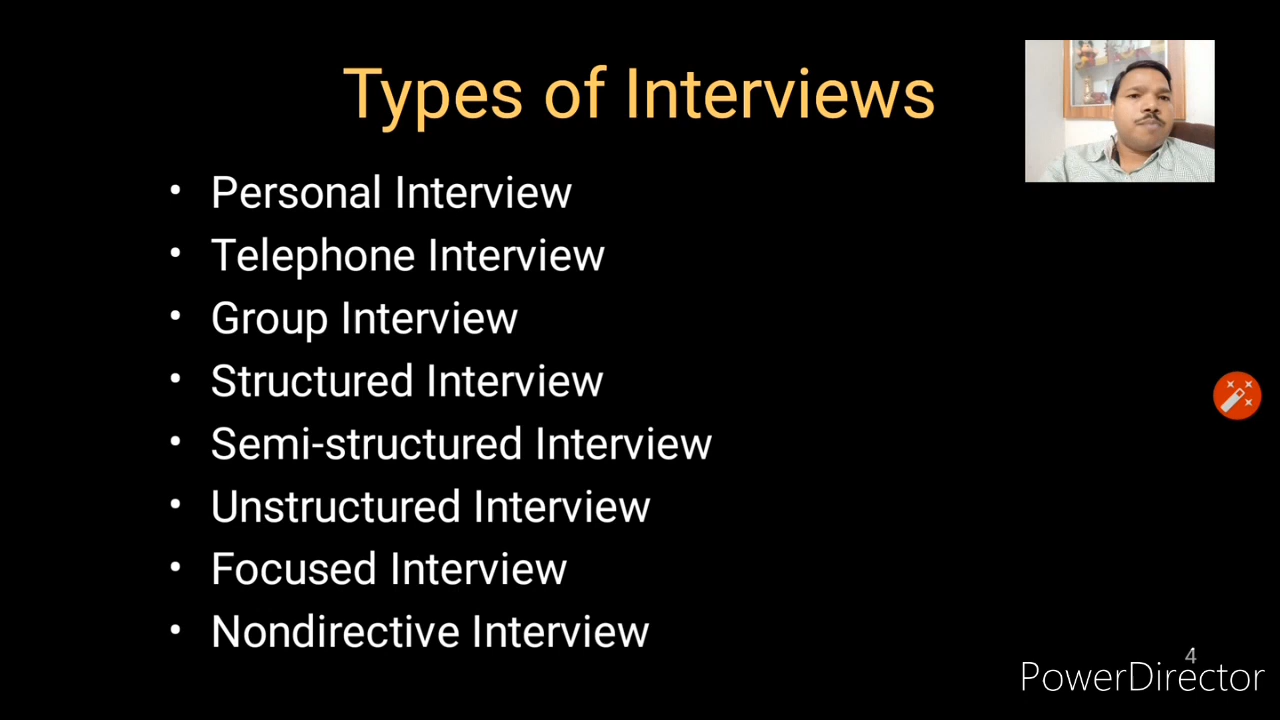 Types of Interviews
• Personal Interview
• Telephone Interview
• Group Interview
• Structured Interview
• Semi-structured Interview
• Unstructured Interview
• Focused Interview
• Nondirective Interview
4
PowerDirector